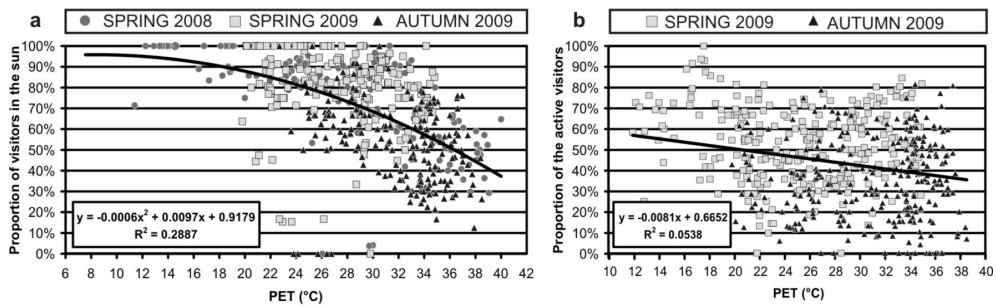 a
SPRING 2008 SPRING 2009 AUTUMN 2009
Proportion of visitors in the sun
100%
90%
80%
70%
60%
50%
40%
30%
20%
10%
0%
y = -0.0006x² + 0.0097x + 0.9179
R² = 0.2887
6 8 10 12 14 16 18 20 22 24 26 28 30 32 34 36 38 40 42
PET (°C)
b
SPRING 2009 AUTUMN 2009
Proportion of the active visitors
100%
90%
80%
70%
60%
50%
40%
30%
20%
10%
0%
y = -0.0081x + 0.6652
R² = 0.0538
10 12 14 16 18 20 22 24 26 28 30 32 34 36 38 40
PET (°C)